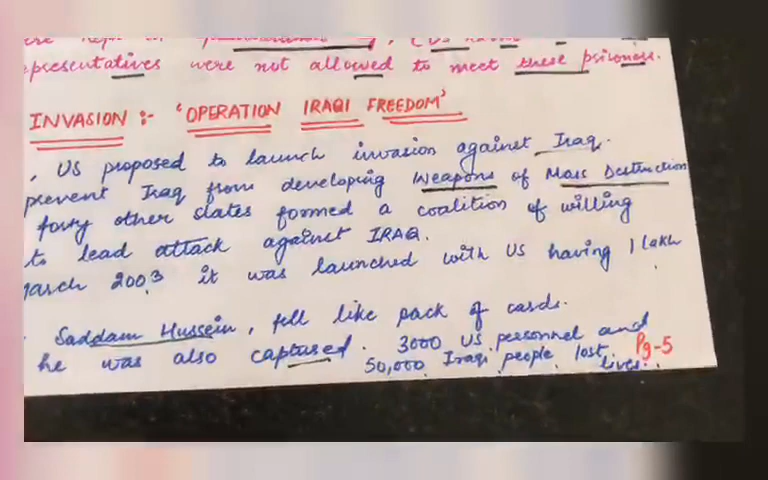 presentatives were not allowed to meet these prisoners.
INVASION :- 'OPERATION IRAQI FREEDOM'
, US proposed to launch invasion against Iraq.
prevent Iraq from developing Weapons of Mass Destruction
forty other states formed a coalition of willing
to lead attack against IRAQ.
March 2003 it was launched with US having 1 lakh
Saddam Hussein, fell like pack of cards.
he was also captured. 3000 US personnel and
50,000 Iraqi people lost lives.
Pg-5